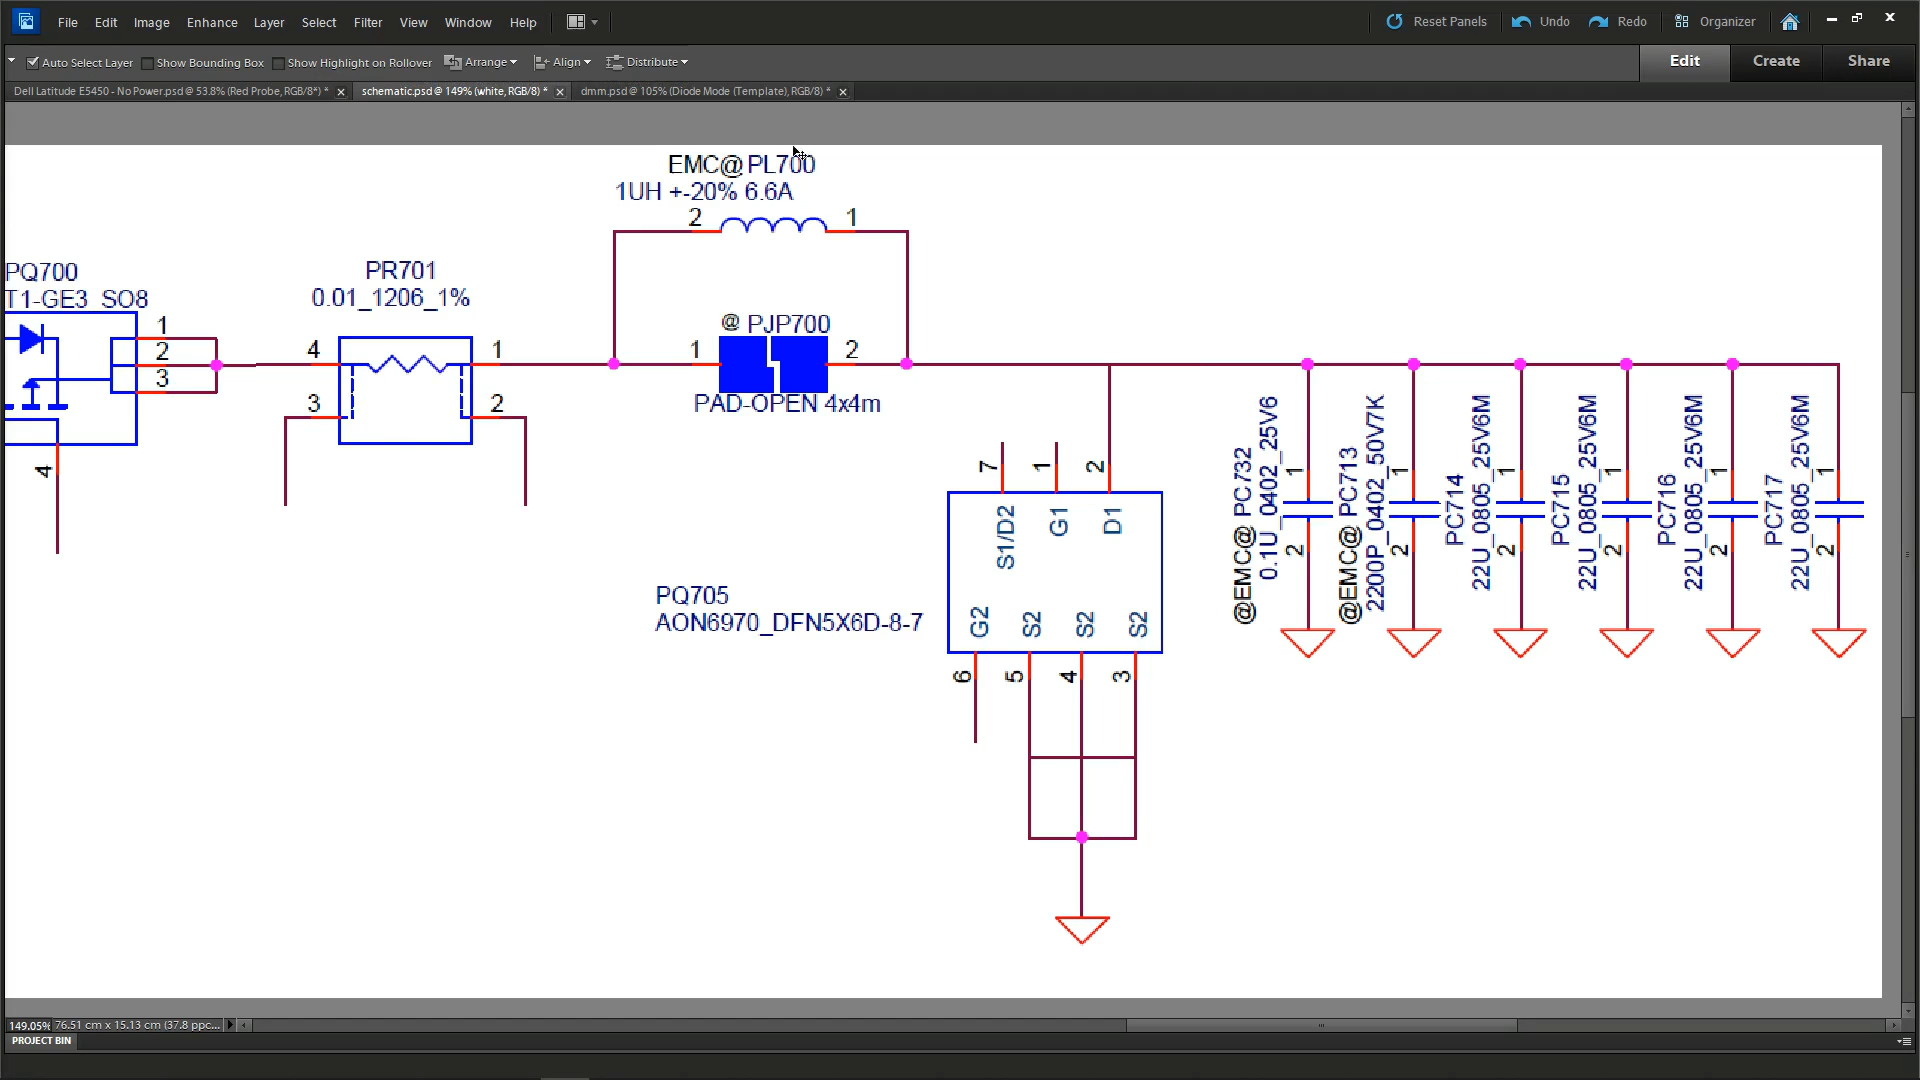 File Edit Image Enhance Layer Select Filter View Window Help
Reset Panels Undo Redo Organizer
Auto Select Layer Show Bounding Box Show Highlight on Rollover Arrange Align Distribute
Edit Create Share
Dell Latitude E5450 - No Power.psd @ 53.8% (Red Probe, RGB/8*) * schematic.psd @ 149% (white, RGB/8) * dmm.psd @ 105% (Diode Mode (Template), RGB/8) *
EMC@ PL700
1UH +-20% 6.6A
2 1
PQ700
T1-GE3_SO8
1
2
3
4
PR701
0.01_1206_1%
4 1
3 2
@ PJP700
1 2
PAD-OPEN 4x4m
7 1 2
S1/D2 G1 D1
PQ705
AON6970_DFN5X6D-8-7
G2 S2 S2 S2
6 5 4 3
@EMC@ PC732
0.1U_0402_25V6
1
2
@EMC@ PC713
2200P_0402_50V7K
1
2
PC714
22U_0805_25V6M
1
2
PC715
22U_0805_25V6M
1
2
PC716
22U_0805_25V6M
1
2
PC717
22U_0805_25V6M
1
2
149.05% 76.51 cm x 15.13 cm (37.8 ppc...
PROJECT BIN